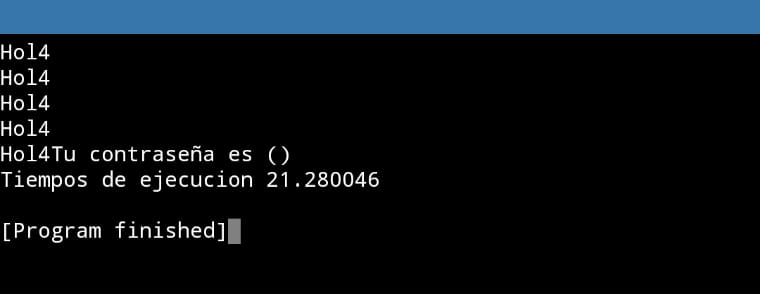 Hol4
Hol4
Hol4
Hol4
Hol4Tu contraseña es ()
Tiempos de ejecucion 21.280046
[Program finished]